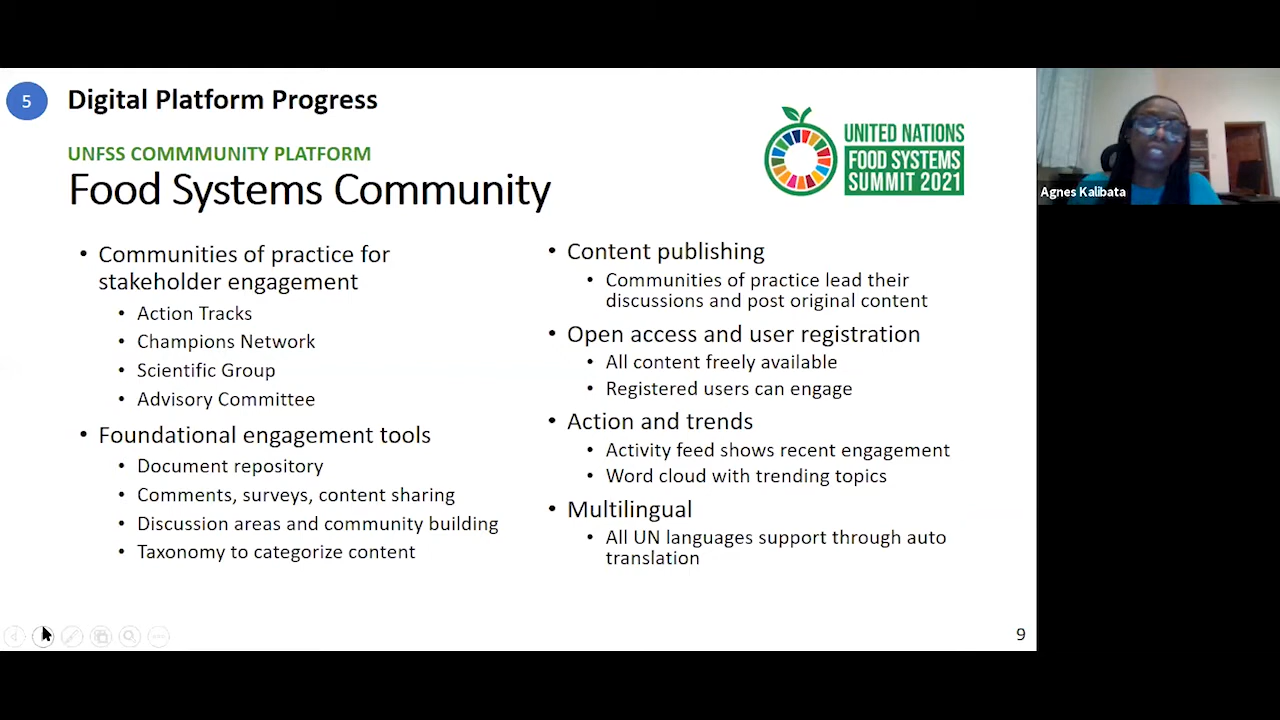 5
Digital Platform Progress
UNFSS COMMMUNITY PLATFORM
Food Systems Community
UNITED NATIONS
FOOD SYSTEMS
SUMMIT 2021
Agnes Kalibata
• Communities of practice for
stakeholder engagement
• Action Tracks
• Champions Network
• Scientific Group
• Advisory Committee
• Foundational engagement tools
• Document repository
• Comments, surveys, content sharing
• Discussion areas and community building
• Taxonomy to categorize content
• Content publishing
• Communities of practice lead their
discussions and post original content
• Open access and user registration
• All content freely available
• Registered users can engage
• Action and trends
• Activity feed shows recent engagement
• Word cloud with trending topics
• Multilingual
• All UN languages support through auto
translation
9